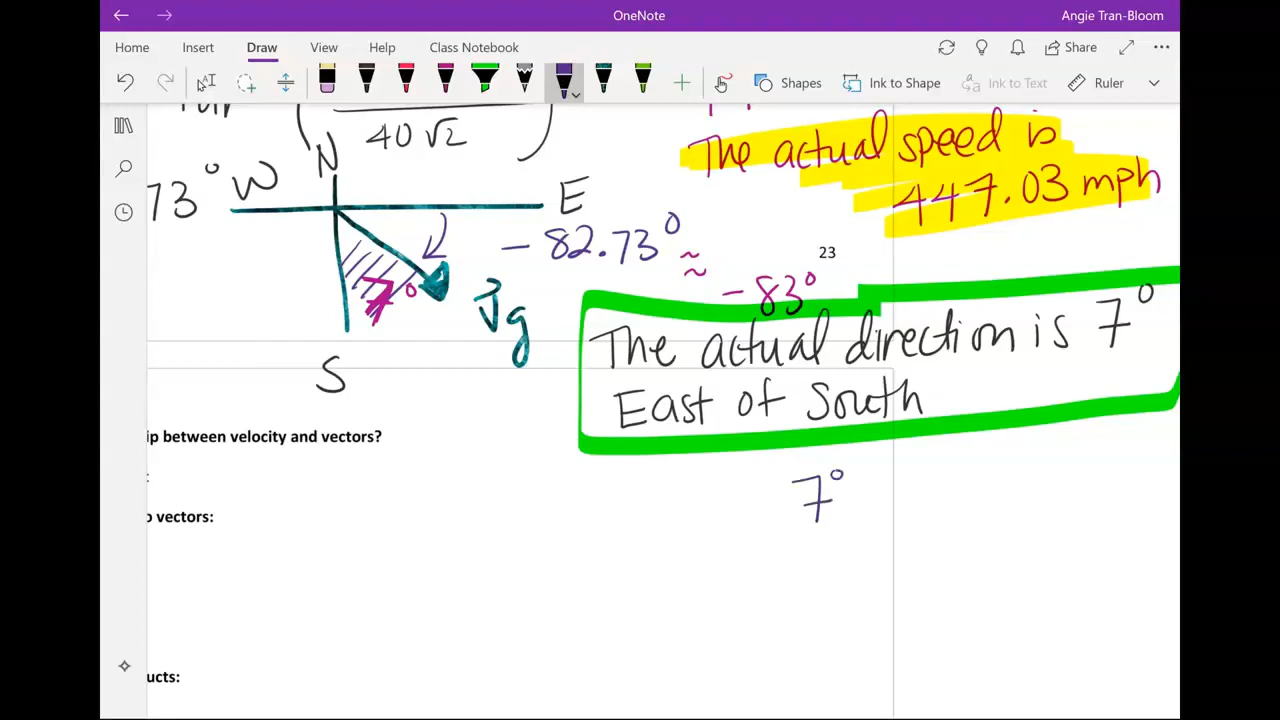 OneNote
Angie Tran-Bloom
Home Insert Draw View Help Class Notebook Share
Shapes Ink to Shape Ink to Text Ruler
40√2
The actual speed is
447.03 mph
N
73° W E
-82.73° ≈ -83°
23
7°
Vg
S
The actual direction is 7°
East of South
ip between velocity and vectors?
7°
:
o vectors:
ucts: